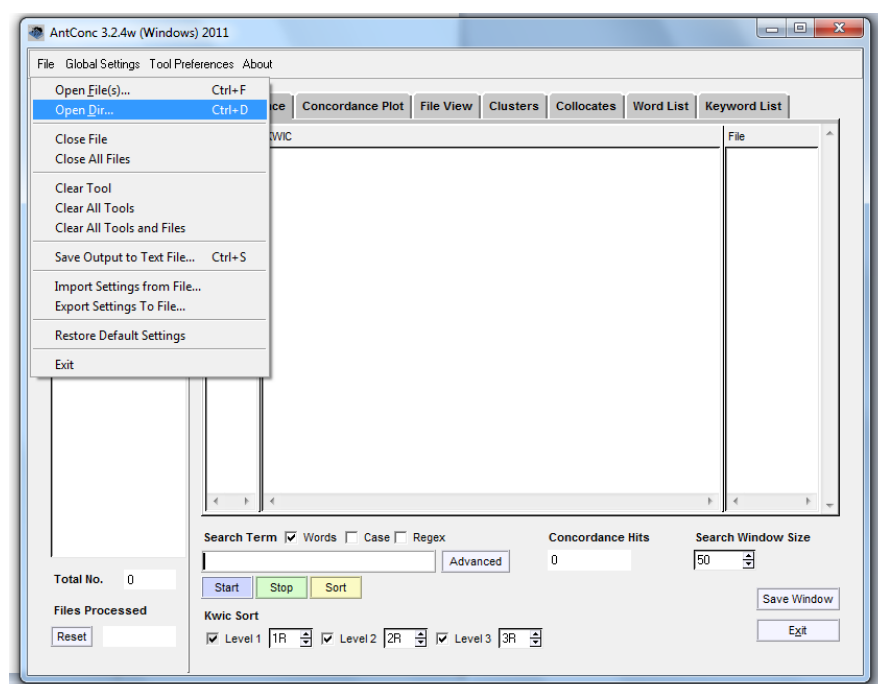 AntConc 3.2.4w (Windows) 2011
File Global Settings Tool Preferences About
Open File(s)... Ctrl+F
Open Dir... Ctrl+D
Close File
Close All Files
Clear Tool
Clear All Tools
Clear All Tools and Files
Save Output to Text File... Ctrl+S
Import Settings from File...
Export Settings To File...
Restore Default Settings
Exit
Concordance Plot File View Clusters Collocates Word List Keyword List
KWIC File
Search Term Words Case Regex Concordance Hits Search Window Size
Advanced 0 50
Total No. 0
Start Stop Sort
Save Window
Files Processed
Kwic Sort
Reset Level 1 1R Level 2 2R Level 3 3R Exit